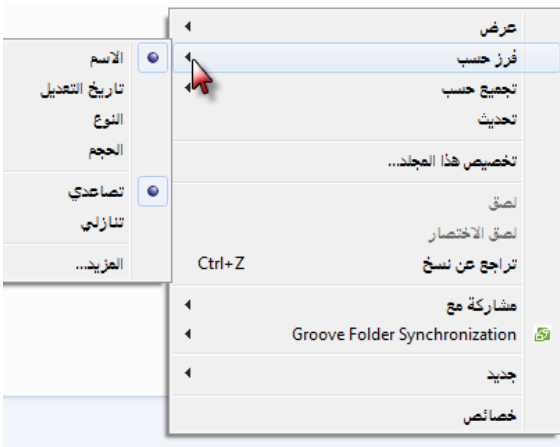 عرض
فرز حسب
تجميع حسب
تحديث
تخصيص هذا المجلد...
لصق
لصق الاختصار
تراجع عن نسخ Ctrl+Z
مشاركة مع
Groove Folder Synchronization
جديد
خصائص
الاسم
تاريخ التعديل
النوع
الحجم
تصاعدي
تنازلي
المزيد...